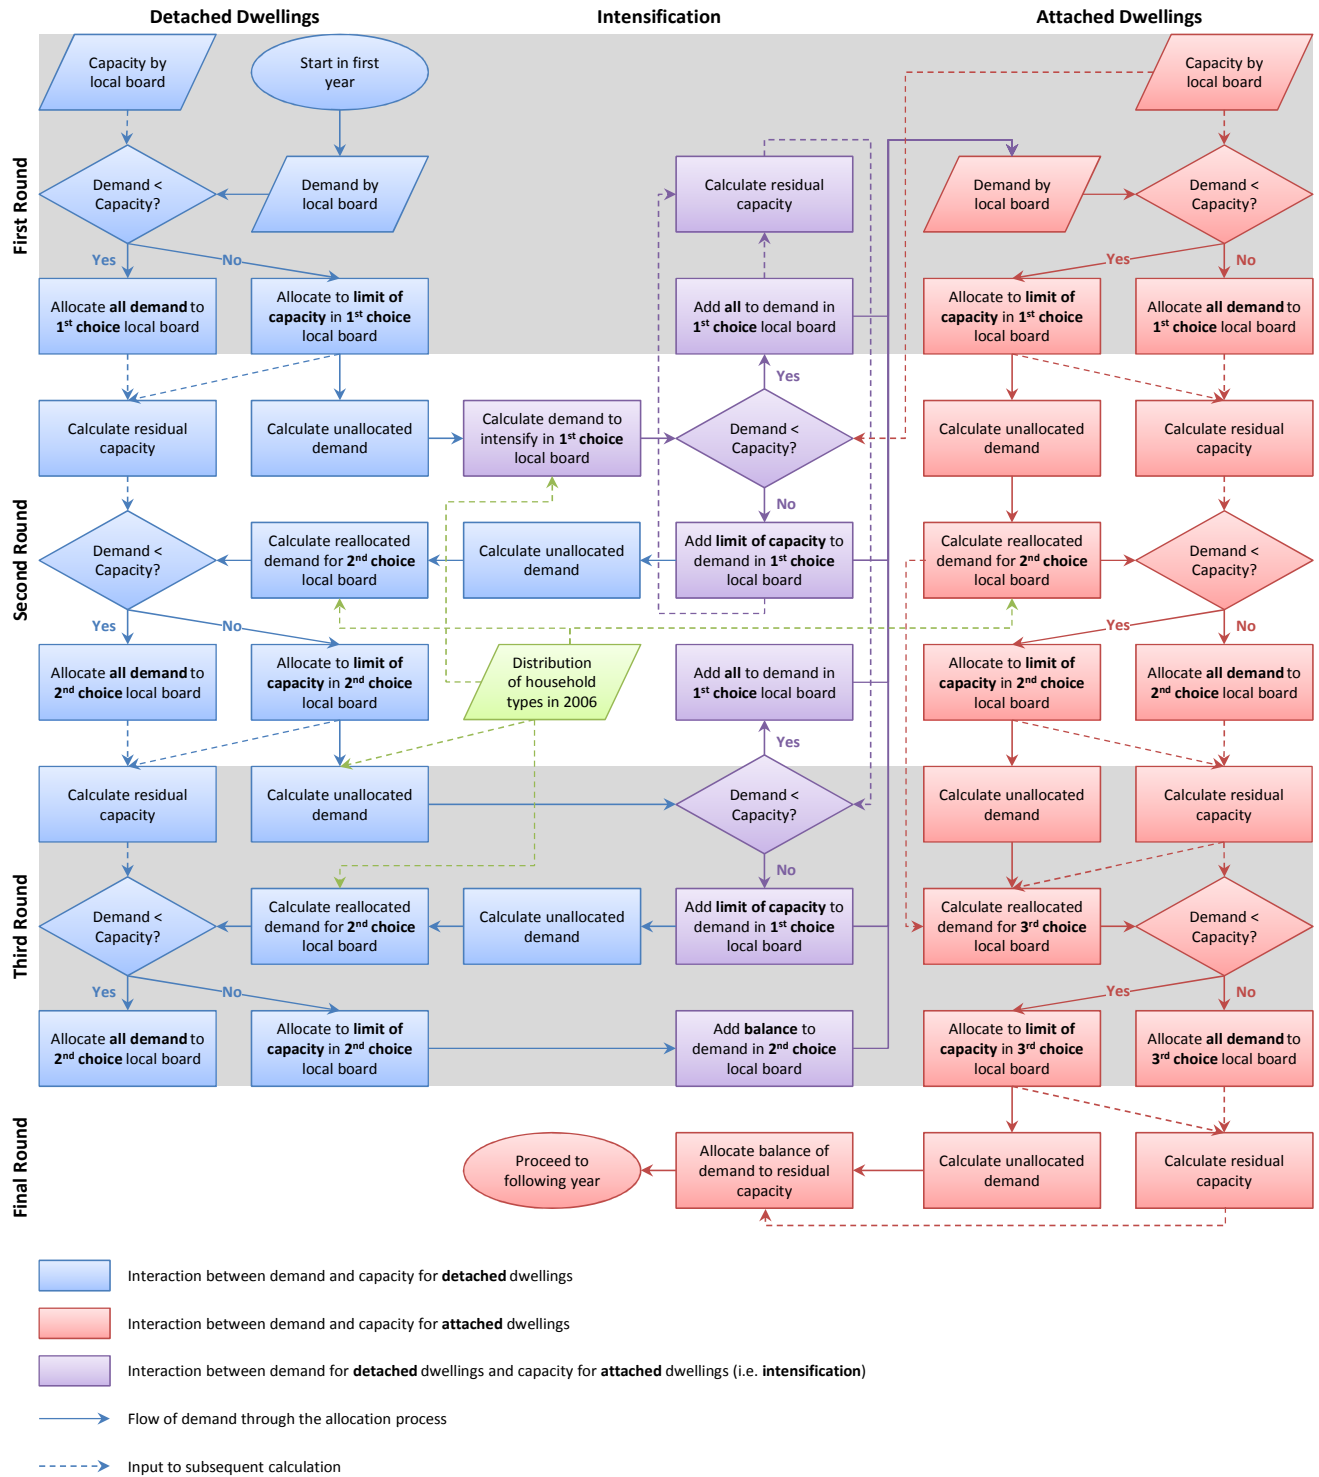 Detached Dwellings
Intensification
Attached Dwellings
First Round
Capacity by
local board
Start in first
year
Capacity by
local board
Demand <
Capacity?
Demand by
local board
Calculate residual
capacity
Demand by
local board
Demand <
Capacity?
Yes
No
Yes
No
Allocate all demand to
1st choice local board
Allocate to limit of
capacity in 1st choice
local board
Add all to demand in
1st choice local board
Allocate to limit of
capacity in 1st choice
local board
Allocate all demand to
1st choice local board
Yes
Second Round
Calculate residual
capacity
Calculate unallocated
demand
Calculate demand to
intensify in 1st choice
local board
Demand <
Capacity?
Calculate unallocated
demand
Calculate residual
capacity
No
Demand <
Capacity?
Calculate reallocated
demand for 2nd choice
local board
Calculate unallocated
demand
Add limit of capacity to
demand in 1st choice
local board
Calculate reallocated
demand for 2nd choice
local board
Demand <
Capacity?
Yes
No
Yes
No
Allocate all demand to
2nd choice local board
Allocate to limit of
capacity in 2nd choice
local board
Distribution
of household
types in 2006
Add all to demand in
1st choice local board
Allocate to limit of
capacity in 2nd choice
local board
Allocate all demand to
2nd choice local board
Yes
Third Round
Calculate residual
capacity
Calculate unallocated
demand
Demand <
Capacity?
Calculate unallocated
demand
Calculate residual
capacity
No
Demand <
Capacity?
Calculate reallocated
demand for 2nd choice
local board
Calculate unallocated
demand
Add limit of capacity to
demand in 1st choice
local board
Calculate reallocated
demand for 3rd choice
local board
Demand <
Capacity?
Yes
No
Yes
No
Allocate all demand to
2nd choice local board
Allocate to limit of
capacity in 2nd choice
local board
Add balance to
demand in 2nd choice
local board
Allocate to limit of
capacity in 3rd choice
local board
Allocate all demand to
3rd choice local board
Final Round
Proceed to
following year
Allocate balance of
demand to residual
capacity
Calculate unallocated
demand
Calculate residual
capacity
Interaction between demand and capacity for detached dwellings
Interaction between demand and capacity for attached dwellings
Interaction between demand for detached dwellings and capacity for attached dwellings (i.e. intensification)
Flow of demand through the allocation process
Input to subsequent calculation